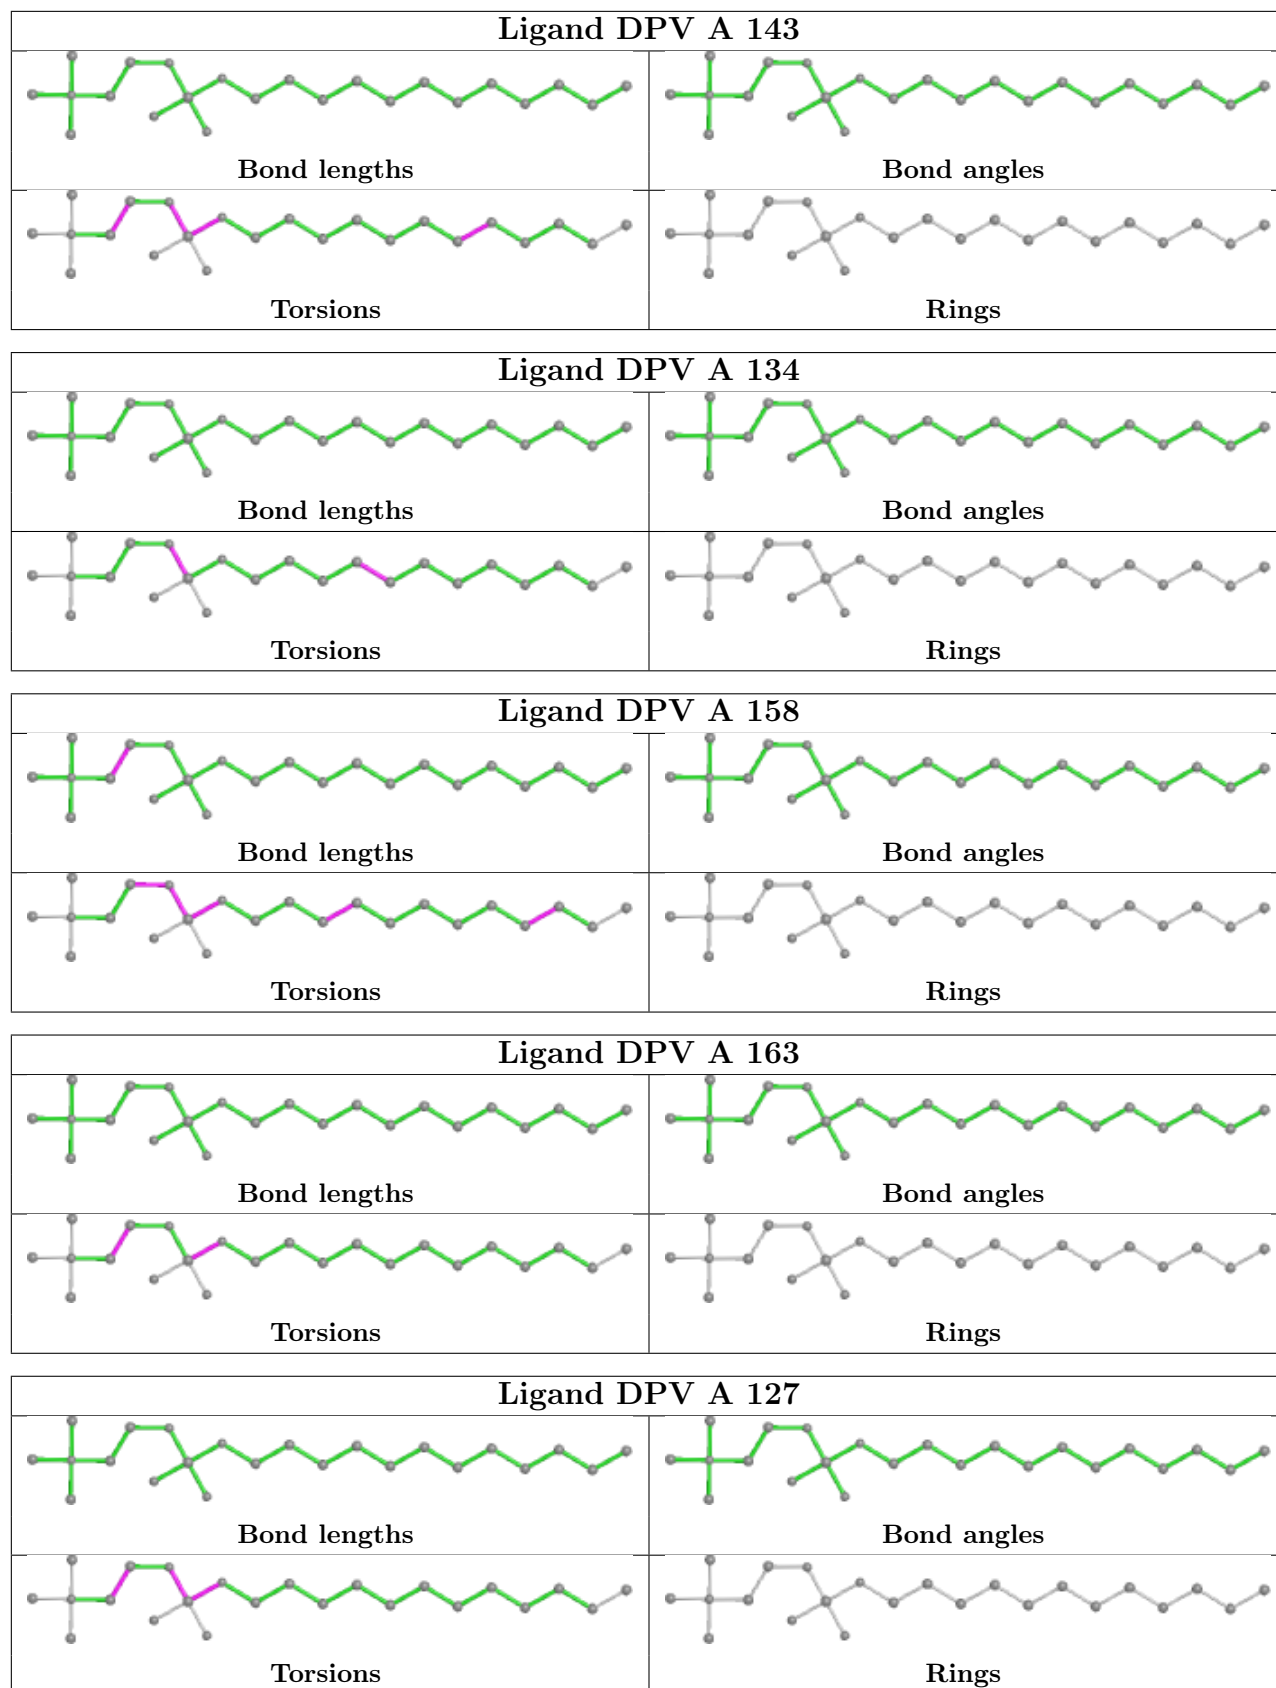 Ligand DPV A 143
Bond lengths Bond angles
Torsions Rings
Ligand DPV A 134
Bond lengths Bond angles
Torsions Rings
Ligand DPV A 158
Bond lengths Bond angles
Torsions Rings
Ligand DPV A 163
Bond lengths Bond angles
Torsions Rings
Ligand DPV A 127
Bond lengths Bond angles
Torsions Rings